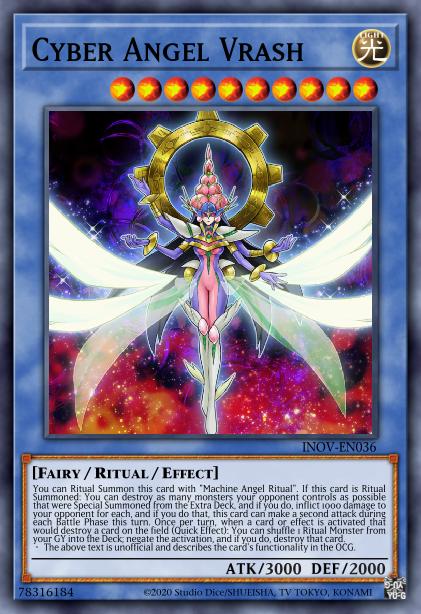 CYBER ANGEL VRASH
LIGHT
光
INOV-EN036
[FAIRY / RITUAL / EFFECT]
You can Ritual Summon this card with "Machine Angel Ritual". If this card is Ritual
Summoned: You can destroy as many monsters your opponent controls as possible
that were Special Summoned from the Extra Deck, and if you do, inflict 1000 damage to
your opponent for each, and if you do that, this card can make a second attack during
each Battle Phase this turn. Once per turn, when a card or effect is activated that
would destroy a card on the field (Quick Effect): You can shuffle 1 Ritual Monster from
your GY into the Deck; negate the activation, and if you do, destroy that card.
- The above text is unofficial and describes the card's functionality in the OCG.
ATK/3000 DEF/2000
78316184
©2020 Studio Dice/SHUEISHA, TV TOKYO, KONAMI